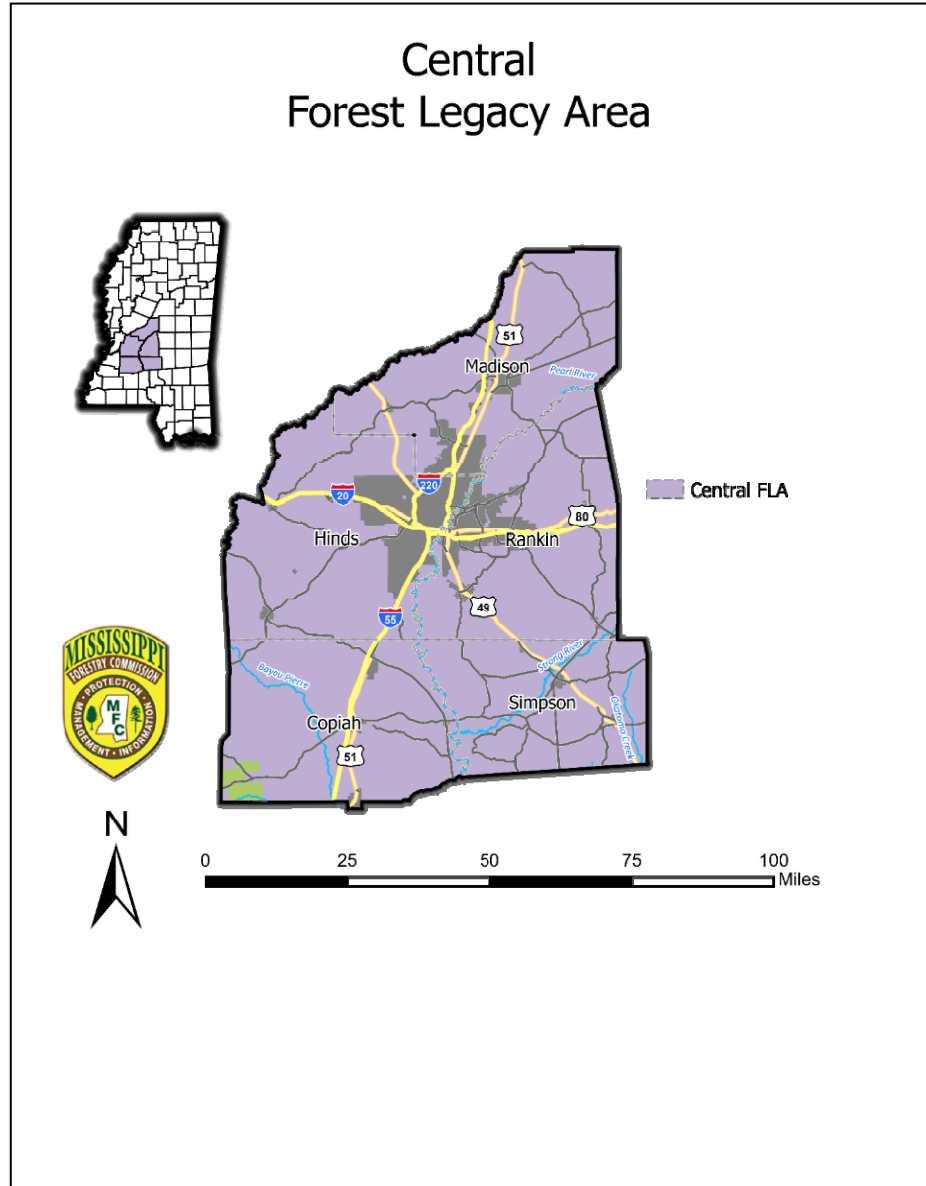 Central
Forest Legacy Area
51
Madison
Pearl River
220
20
Central FLA
80
Hinds
Rankin
49
55
Strong River
Bayou Pierre
Simpson
Okatoma Creek
Copiah
51
MISSISSIPPI
FORESTRY COMMISSION
PROTECTION
MANAGEMENT • INFORMATION
MFC
N
0 25 50 75 100
Miles